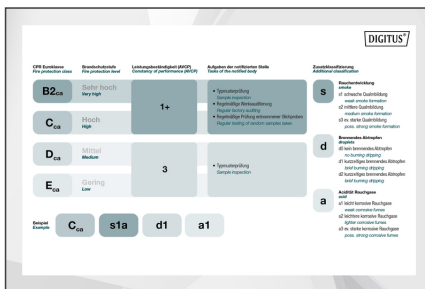 DIGITUS®
CPR Euroklasse
Fire protection class
Brandschutzstufe
Fire protection level
Leistungsbeständigkeit (AVCP)
Constancy of performance (AVCP)
Aufgaben der notifizierten Stelle
Tasks of the notified body
Zusatzklassifizierung
Additional classification
B2ca
Sehr hoch
Very high
Cca
Hoch
High
Dca
Mittel
Medium
Eca
Gering
Low
1+
3
• Typmusterprüfung
Sample inspection
• Regelmäßige Werksauditierung
Regular factory auditing
• Regelmäßige Prüfung entnommener Stichproben
Regular testing of random samples taken
• Typmusterprüfung
Sample inspection
s
Rauchentwicklung
smoke
s1 schwache Qualmbildung
weak smoke formation
s2 mittlere Qualmbildung
medium smoke formation
s3 ev. starke Qualmbildung
poss. strong smoke formation
d
Brennendes Abtropfen
droplets
d0 kein brennendes Abtropfen
no burning dripping
d1 kurzzeitiges brennendes Abtropfen
brief burning dripping
d2 kurzzeitiges brennendes Abtropfen
brief burning dripping
a
Acidität Rauchgase
acid
a1 leicht korrosive Rauchgase
weak corrosive fumes
a2 leichtere korrosive Rauchgase
lighter corrosive fumes
a3 ev. starke korrosive Rauchgase
poss. strong corrosive fumes
Beispiel
Example
Cca
s1a
d1
a1